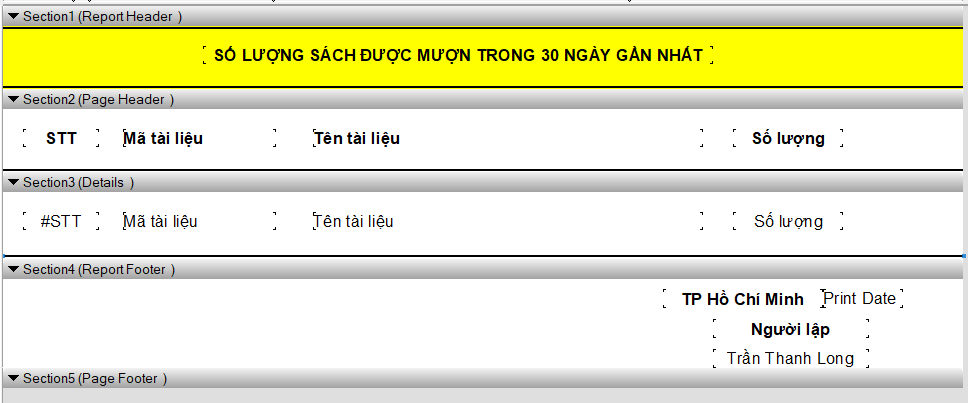 Section1 (Report Header )
SỐ LƯỢNG SÁCH ĐƯỢC MƯỢN TRONG 30 NGÀY GẦN NHẤT
Section2 (Page Header )
STT Mã tài liệu Tên tài liệu Số lượng
Section3 (Details )
#STT Mã tài liệu Tên tài liệu Số lượng
Section4 (Report Footer )
TP Hồ Chí Minh Print Date
Người lập
Trần Thanh Long
Section5 (Page Footer )